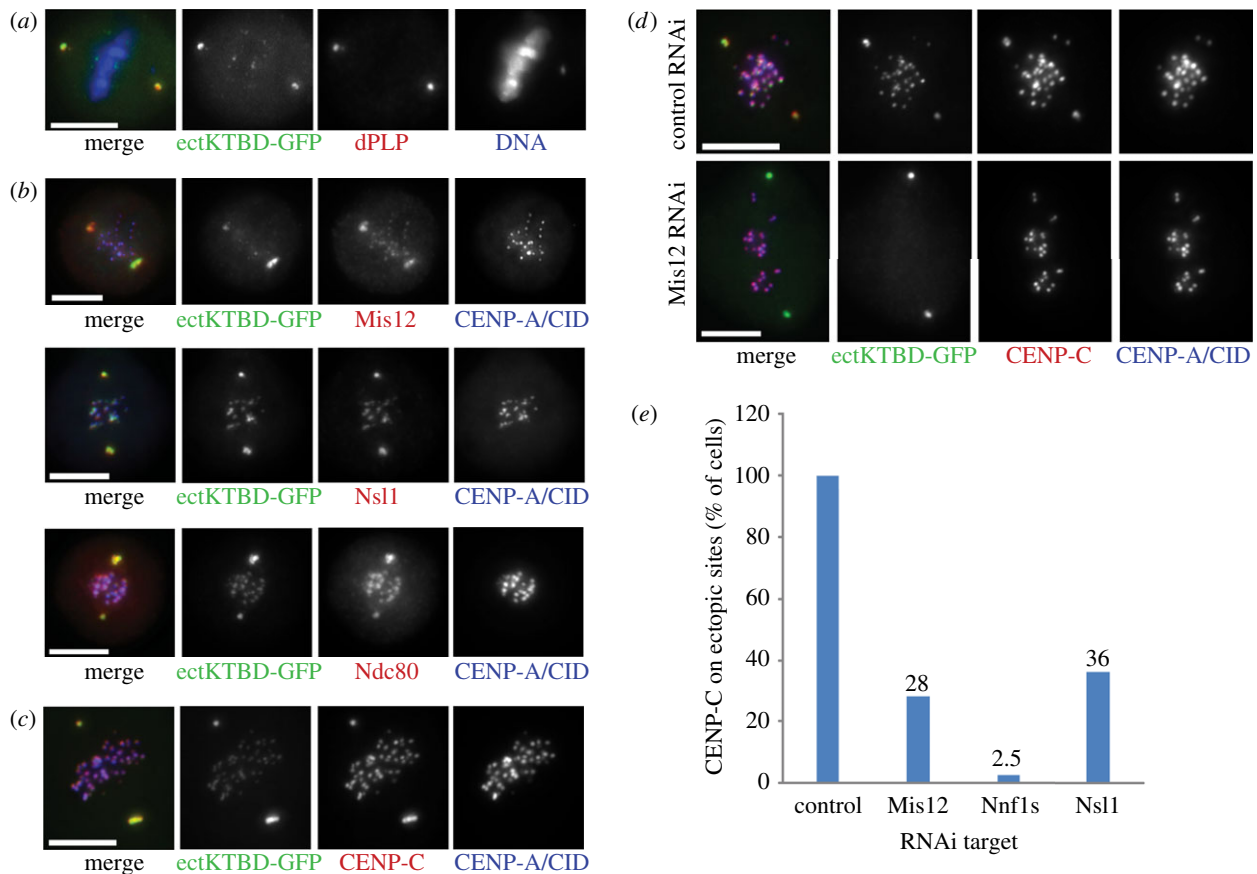 (a)
merge ectKTBD-GFP dPLP DNA
(b)
merge ectKTBD-GFP Mis12 CENP-A/CID
merge ectKTBD-GFP Nsl1 CENP-A/CID
merge ectKTBD-GFP Ndc80 CENP-A/CID
(c)
merge ectKTBD-GFP CENP-C CENP-A/CID
(d)
control RNAi
Mis12 RNAi
merge ectKTBD-GFP CENP-C CENP-A/CID
(e)
CENP-C on ectopic sites (% of cells)
120
100
80
60
40
20
0
28
2.5
36
control Mis12 Nnf1s Nsl1
RNAi target